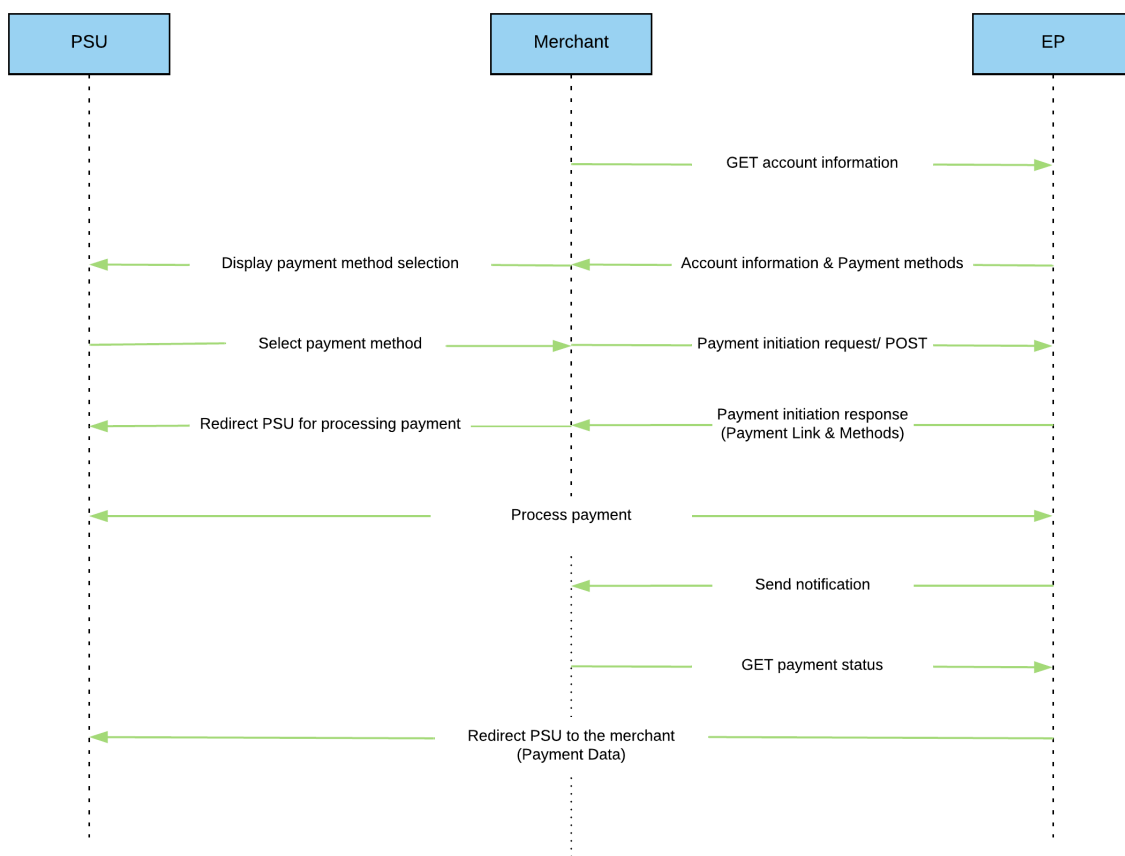 PSU
Merchant
EP
GET account information
Display payment method selection
Account information & Payment methods
Select payment method
Payment initiation request/ POST
Redirect PSU for processing payment
Payment initiation response
(Payment Link & Methods)
Process payment
Send notification
GET payment status
Redirect PSU to the merchant
(Payment Data)